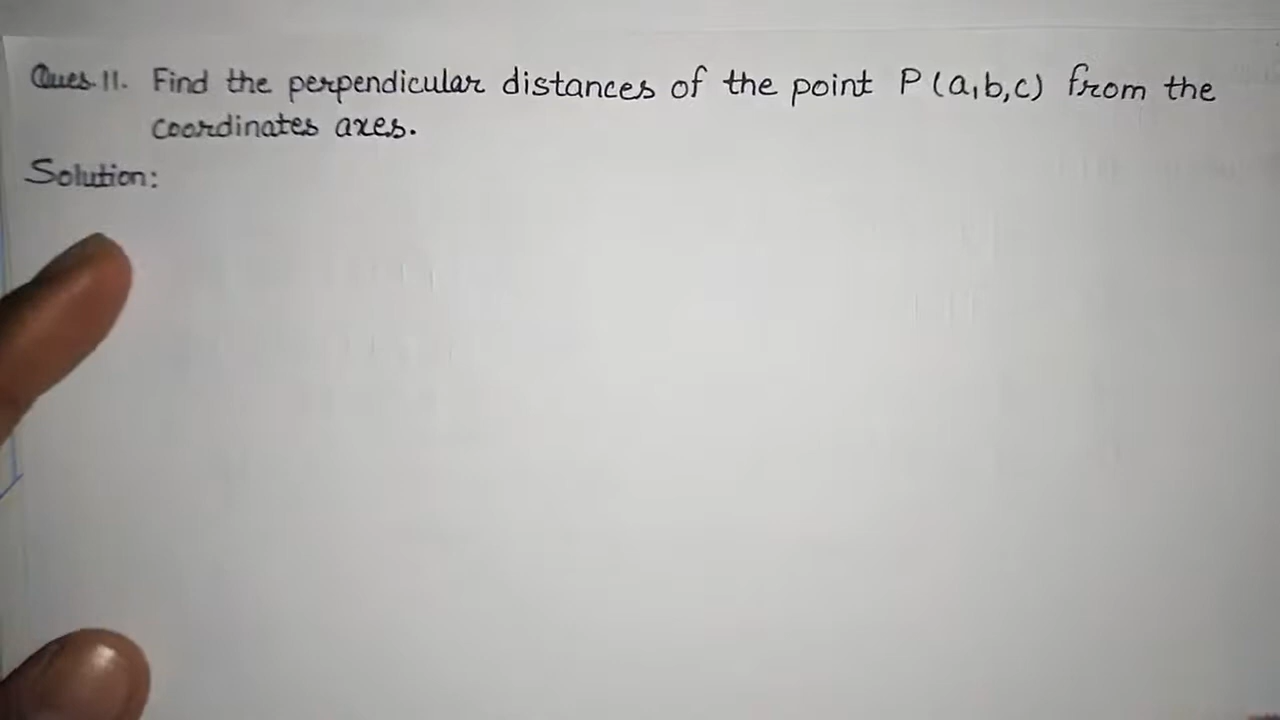 Ques.11. Find the perpendicular distances of the point P(a,b,c) from the
coordinates axes.
Solution: